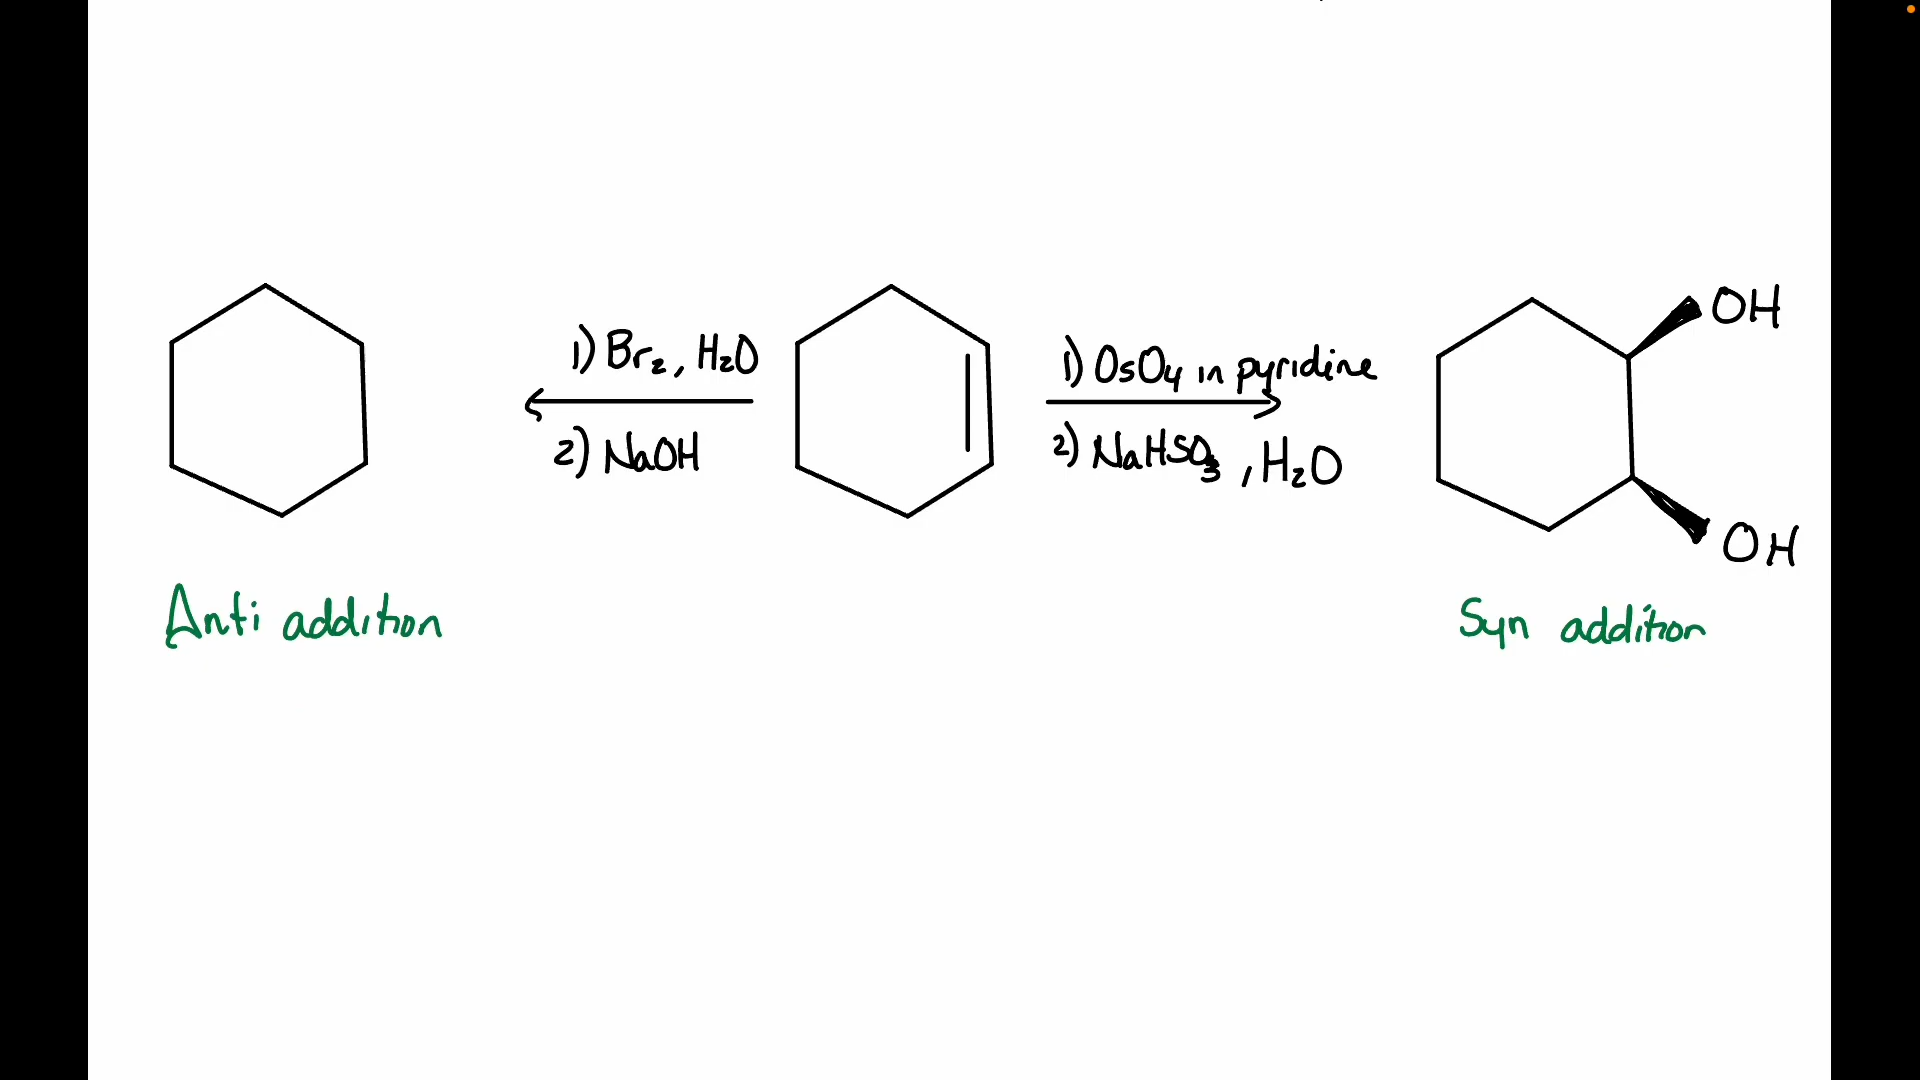 1) Br₂, H₂O
2) NaOH
1) OsO₄ in pyridine
2) NaHSO₃, H₂O
OH
OH
Anti addition
Syn addition